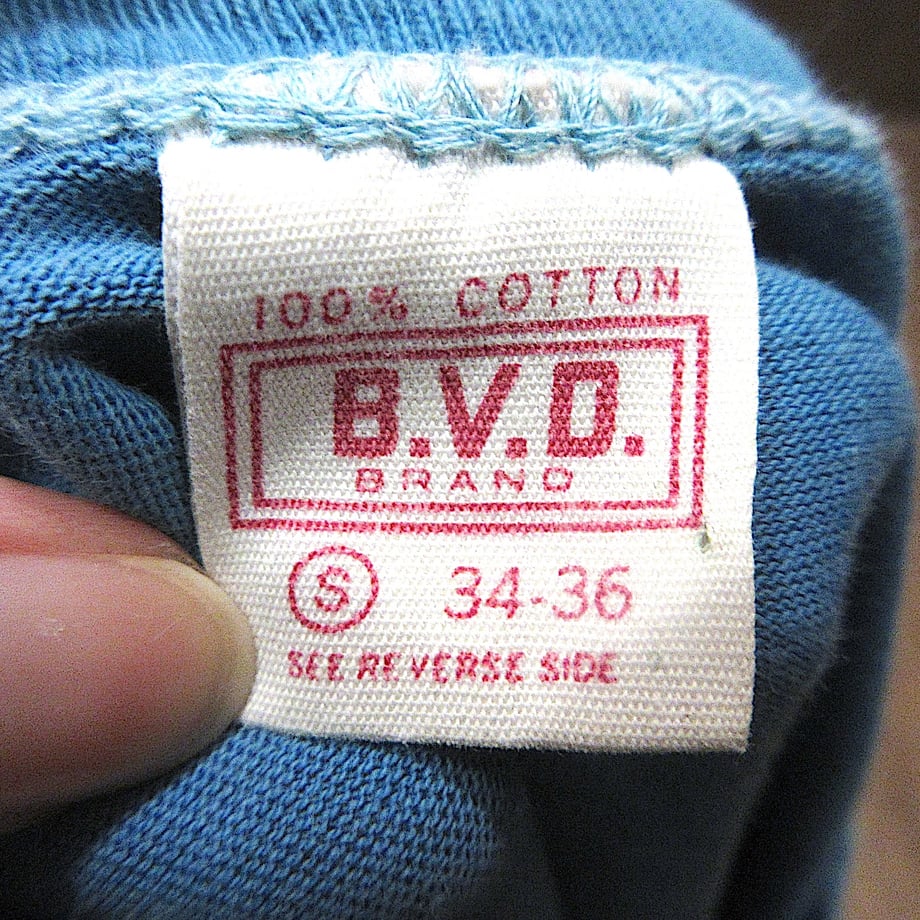 100% COTTON
B.V.D.
BRAND
S 34-36
SEE REVERSE SIDE